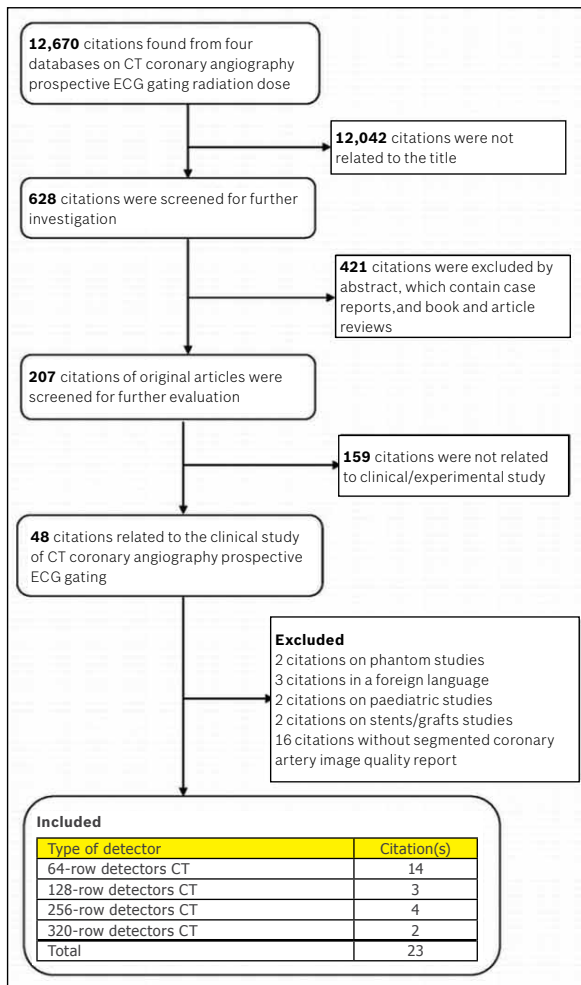 12,670 citations found from four
databases on CT coronary angiography
prospective ECG gating radiation dose
12,042 citations were not
related to the title
628 citations were screened for further
investigation
421 citations were excluded by
abstract, which contain case
reports,and book and article
reviews
207 citations of original articles were
screened for further evaluation
159 citations were not related
to clinical/experimental study
48 citations related to the clinical study
of CT coronary angiography prospective
ECG gating
Excluded
2 citations on phantom studies
3 citations in a foreign language
2 citations on paediatric studies
2 citations on stents/grafts studies
16 citations without segmented coronary
artery image quality report
Included
Type of detector Citation(s)
64-row detectors CT 14
128-row detectors CT 3
256-row detectors CT 4
320-row detectors CT 2
Total 23